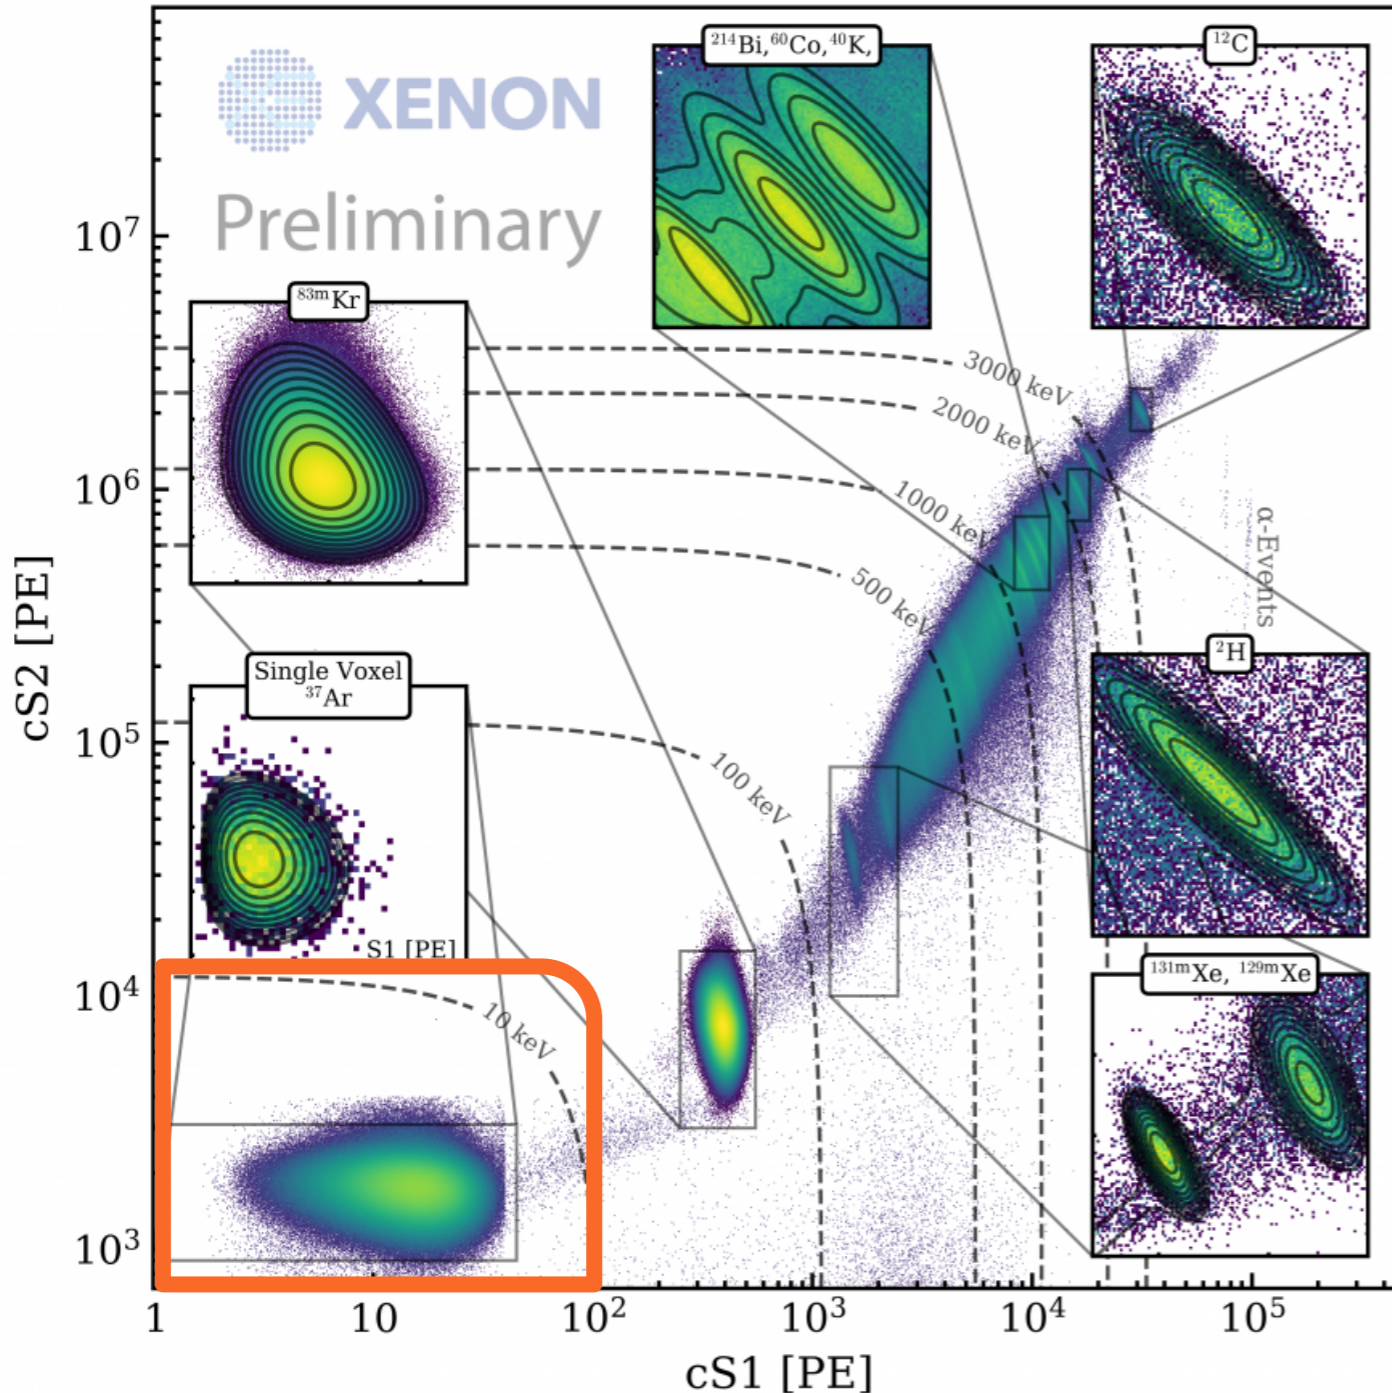 XENON
Preliminary
²¹⁴Bi,⁶⁰Co,⁴⁰K,
¹²C
⁸³ᵐKr
3000 keV
2000 keV
1000 keV
500 keV
α-Events
²H
Single Voxel
³⁷Ar
100 keV
S1 [PE]
¹³¹ᵐXe, ¹²⁹ᵐXe
10 keV
10⁷
10⁶
10⁵
10⁴
10³
cS2 [PE]
1
10
10²
10³
10⁴
10⁵
cS1 [PE]